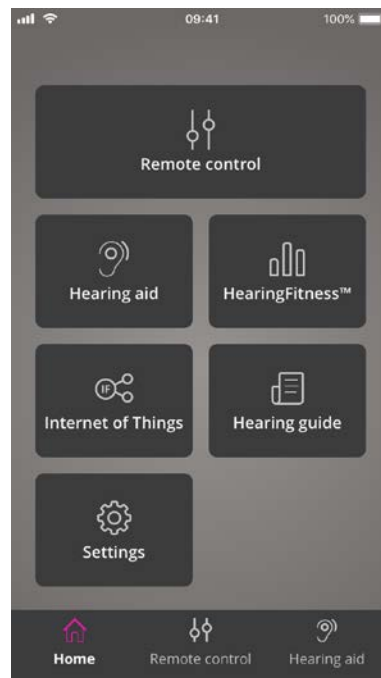 09:41 100%
Remote control
Hearing aid HearingFitness™
IF
Internet of Things Hearing guide
Settings
Home Remote control Hearing aid